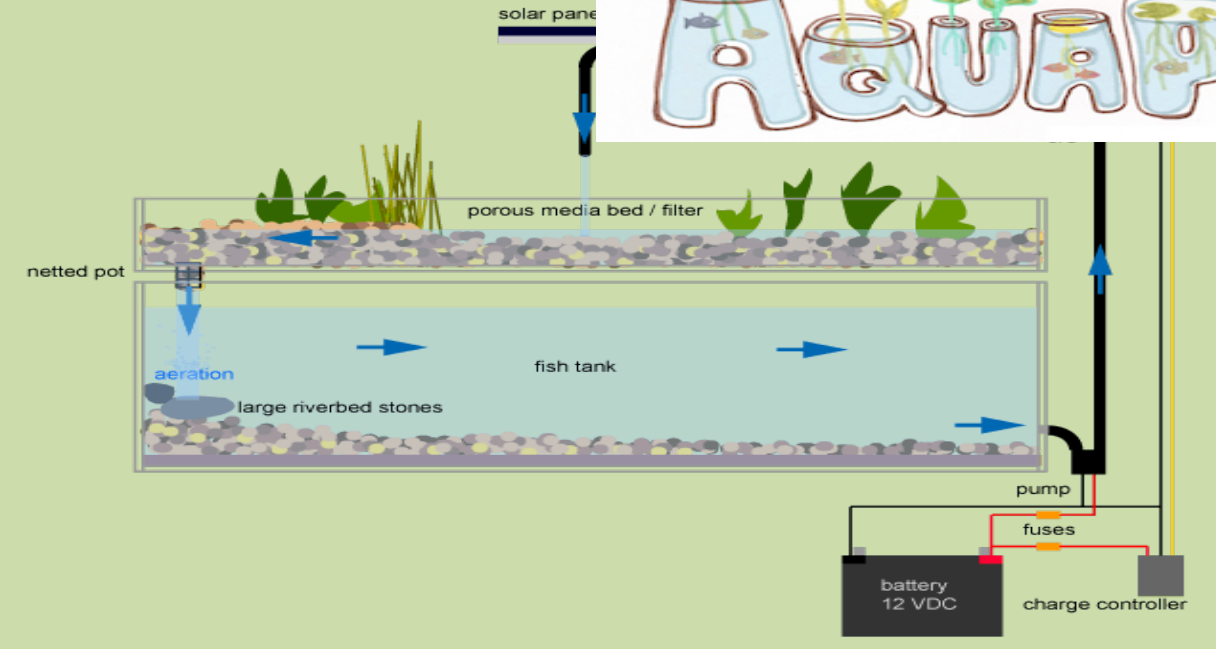 solar pane
AQUAP
porous media bed / filter
netted pot
fish tank
aeration
large riverbed stones
pump
fuses
battery
12 VDC
charge controller